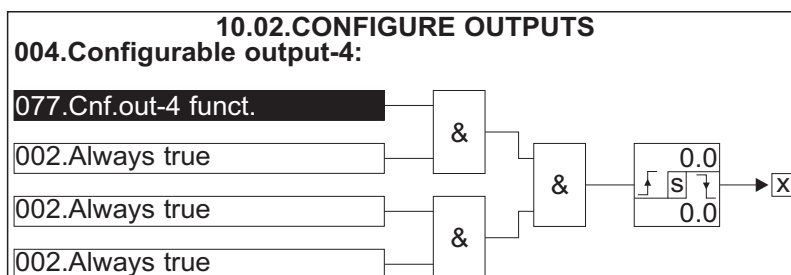 10.02.CONFIGURE OUTPUTS
004.Configurable output-4:
077.Cnf.out-4 funct.
&
002.Always true
&
0.0
S
X
0.0
002.Always true
&
002.Always true